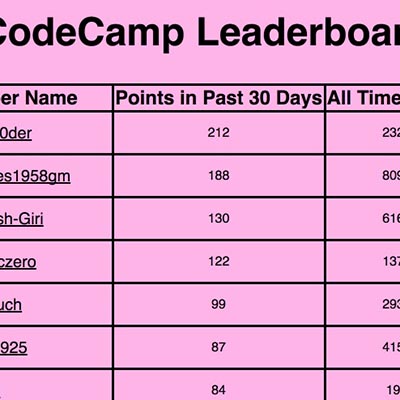 CodeCamp Leaderboar
er Name Points in Past 30 Days All Time
0der 212 232
es1958gm 188 809
sh-Giri 130 616
czero 122 137
uch 99 293
925 87 415
84 19